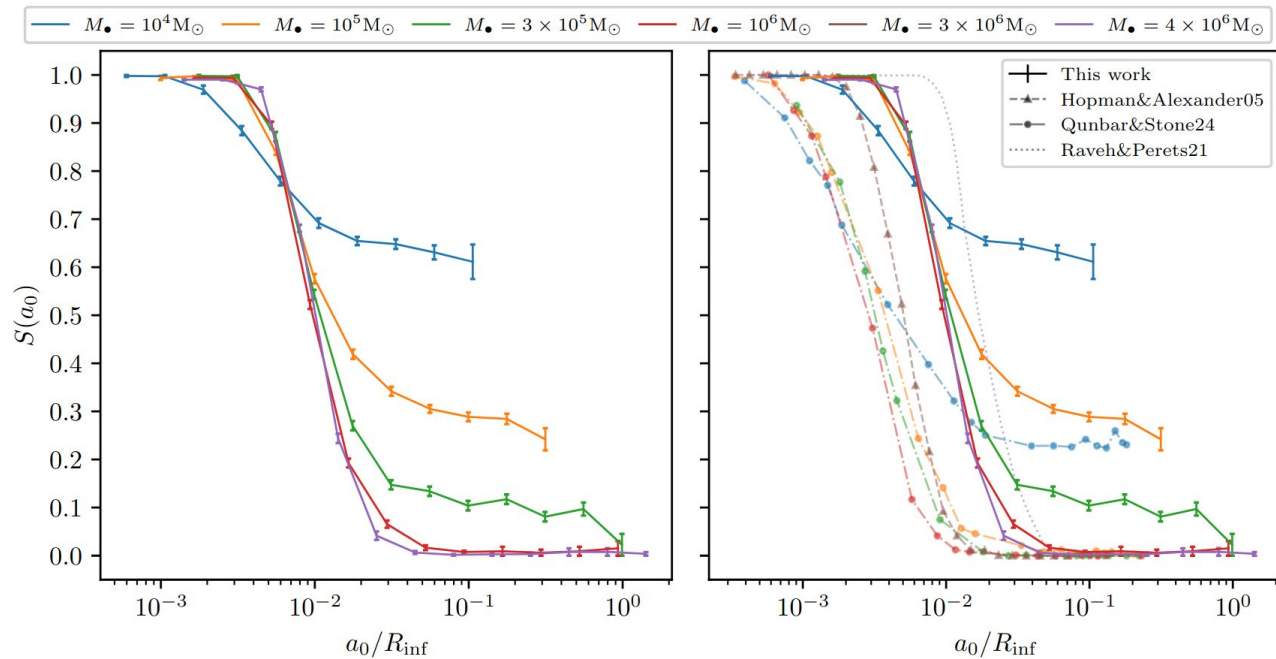 M● = 10⁴M☉ M● = 10⁵M☉ M● = 3 × 10⁵M☉ M● = 10⁶M☉ M● = 3 × 10⁶M☉ M● = 4 × 10⁶M☉
S(a₀)
1.0
0.9
0.8
0.7
0.6
0.5
0.4
0.3
0.2
0.1
0.0
10⁻³ 10⁻² 10⁻¹ 10⁰
a₀/R_inf
This work
Hopman&Alexander05
Qunbar&Stone24
Raveh&Perets21
10⁻³ 10⁻² 10⁻¹ 10⁰
a₀/R_inf